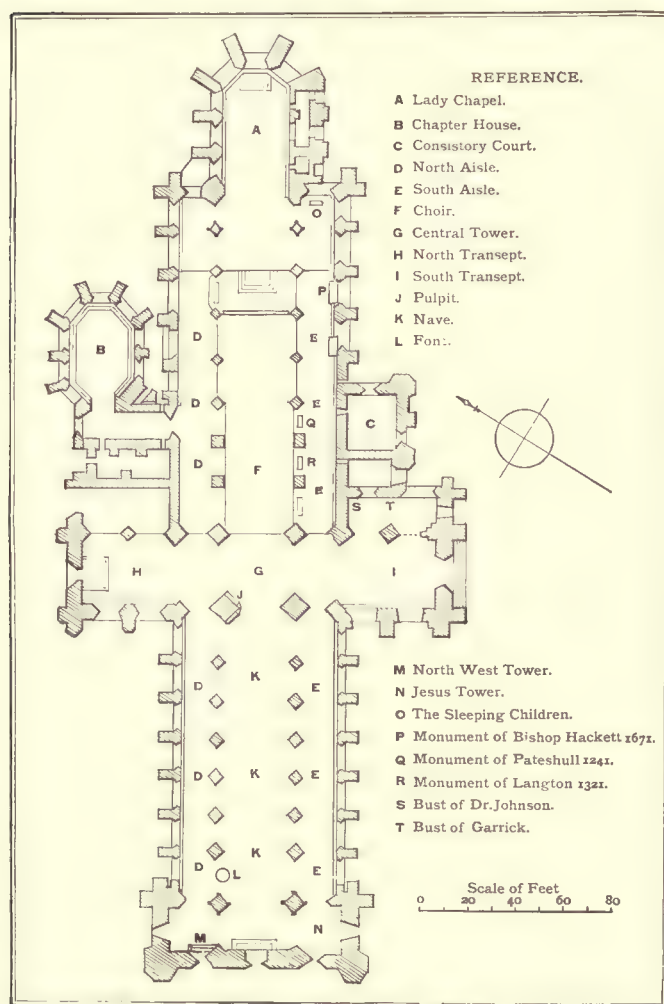 REFERENCE.
A Lady Chapel.
B Chapter House.
C Consistory Court.
D North Aisle.
E South Aisle.
F Choir.
G Central Tower.
H North Transept.
I South Transept.
J Pulpit.
K Nave.
L Font.
A
O
P
B
D
E
D
E
Q
C
D
F
R
E
S
T
H
G
I
J
D
K
E
D
K
E
D
K
E
L
M
N
M North West Tower.
N Jesus Tower.
O The Sleeping Children.
P Monument of Bishop Hackett 1671.
Q Monument of Pateshull 1241.
R Monument of Langton 1321.
S Bust of Dr. Johnson.
T Bust of Garrick.
Scale of Feet
0 20 40 60 80